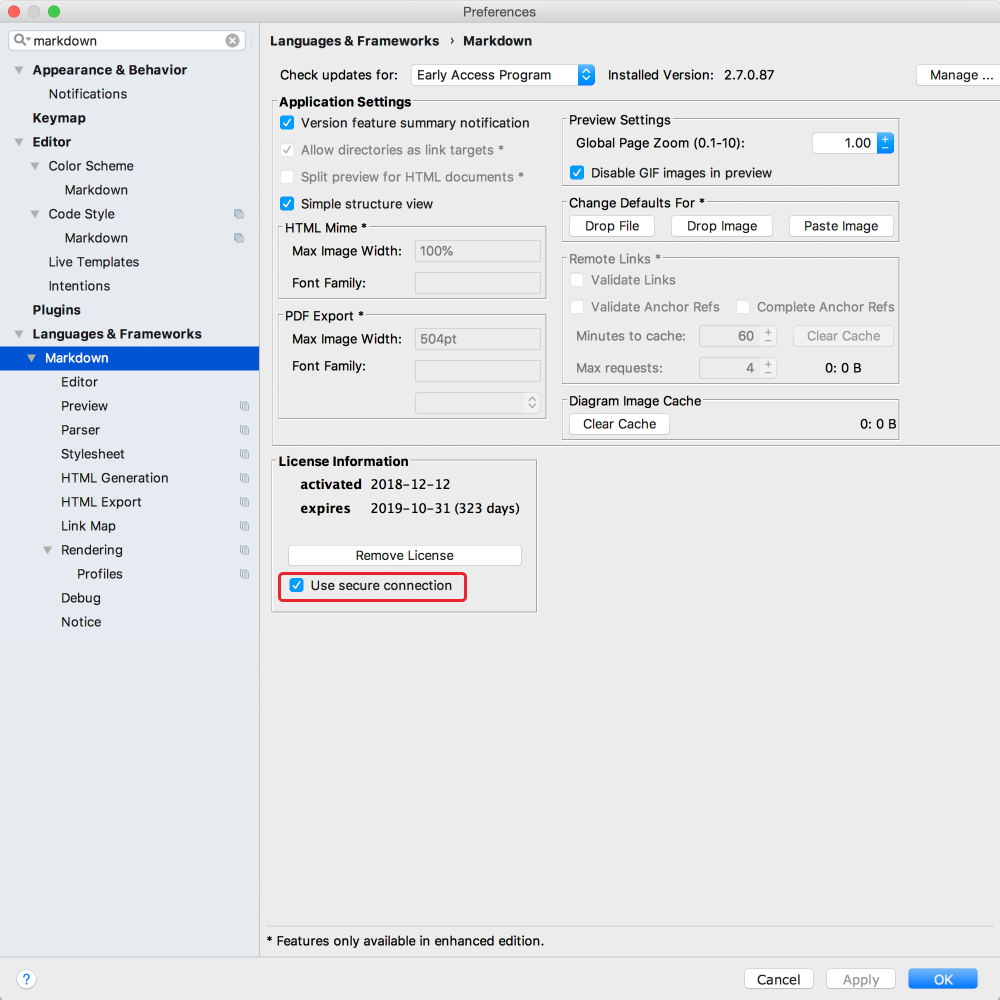 Preferences
markdown
Appearance & Behavior
Notifications
Keymap
Editor
Color Scheme
Markdown
Code Style
Markdown
Live Templates
Intentions
Plugins
Languages & Frameworks
Markdown
Editor
Preview
Parser
Stylesheet
HTML Generation
HTML Export
Link Map
Rendering
Profiles
Debug
Notice
Languages & Frameworks › Markdown
Check updates for: Early Access Program Installed Version: 2.7.0.87 Manage ...
Application Settings
Version feature summary notification
Allow directories as link targets *
Split preview for HTML documents *
Simple structure view
HTML Mime *
Max Image Width: 100%
Font Family:
PDF Export *
Max Image Width: 504pt
Font Family:
Preview Settings
Global Page Zoom (0.1-10): 1.00
Disable GIF images in preview
Change Defaults For *
Drop File Drop Image Paste Image
Remote Links *
Validate Links
Validate Anchor Refs Complete Anchor Refs
Minutes to cache: 60 Clear Cache
Max requests: 4 0: 0 B
Diagram Image Cache
Clear Cache 0: 0 B
License Information
activated 2018-12-12
expires 2019-10-31 (323 days)
Remove License
Use secure connection
* Features only available in enhanced edition.
? Cancel Apply OK